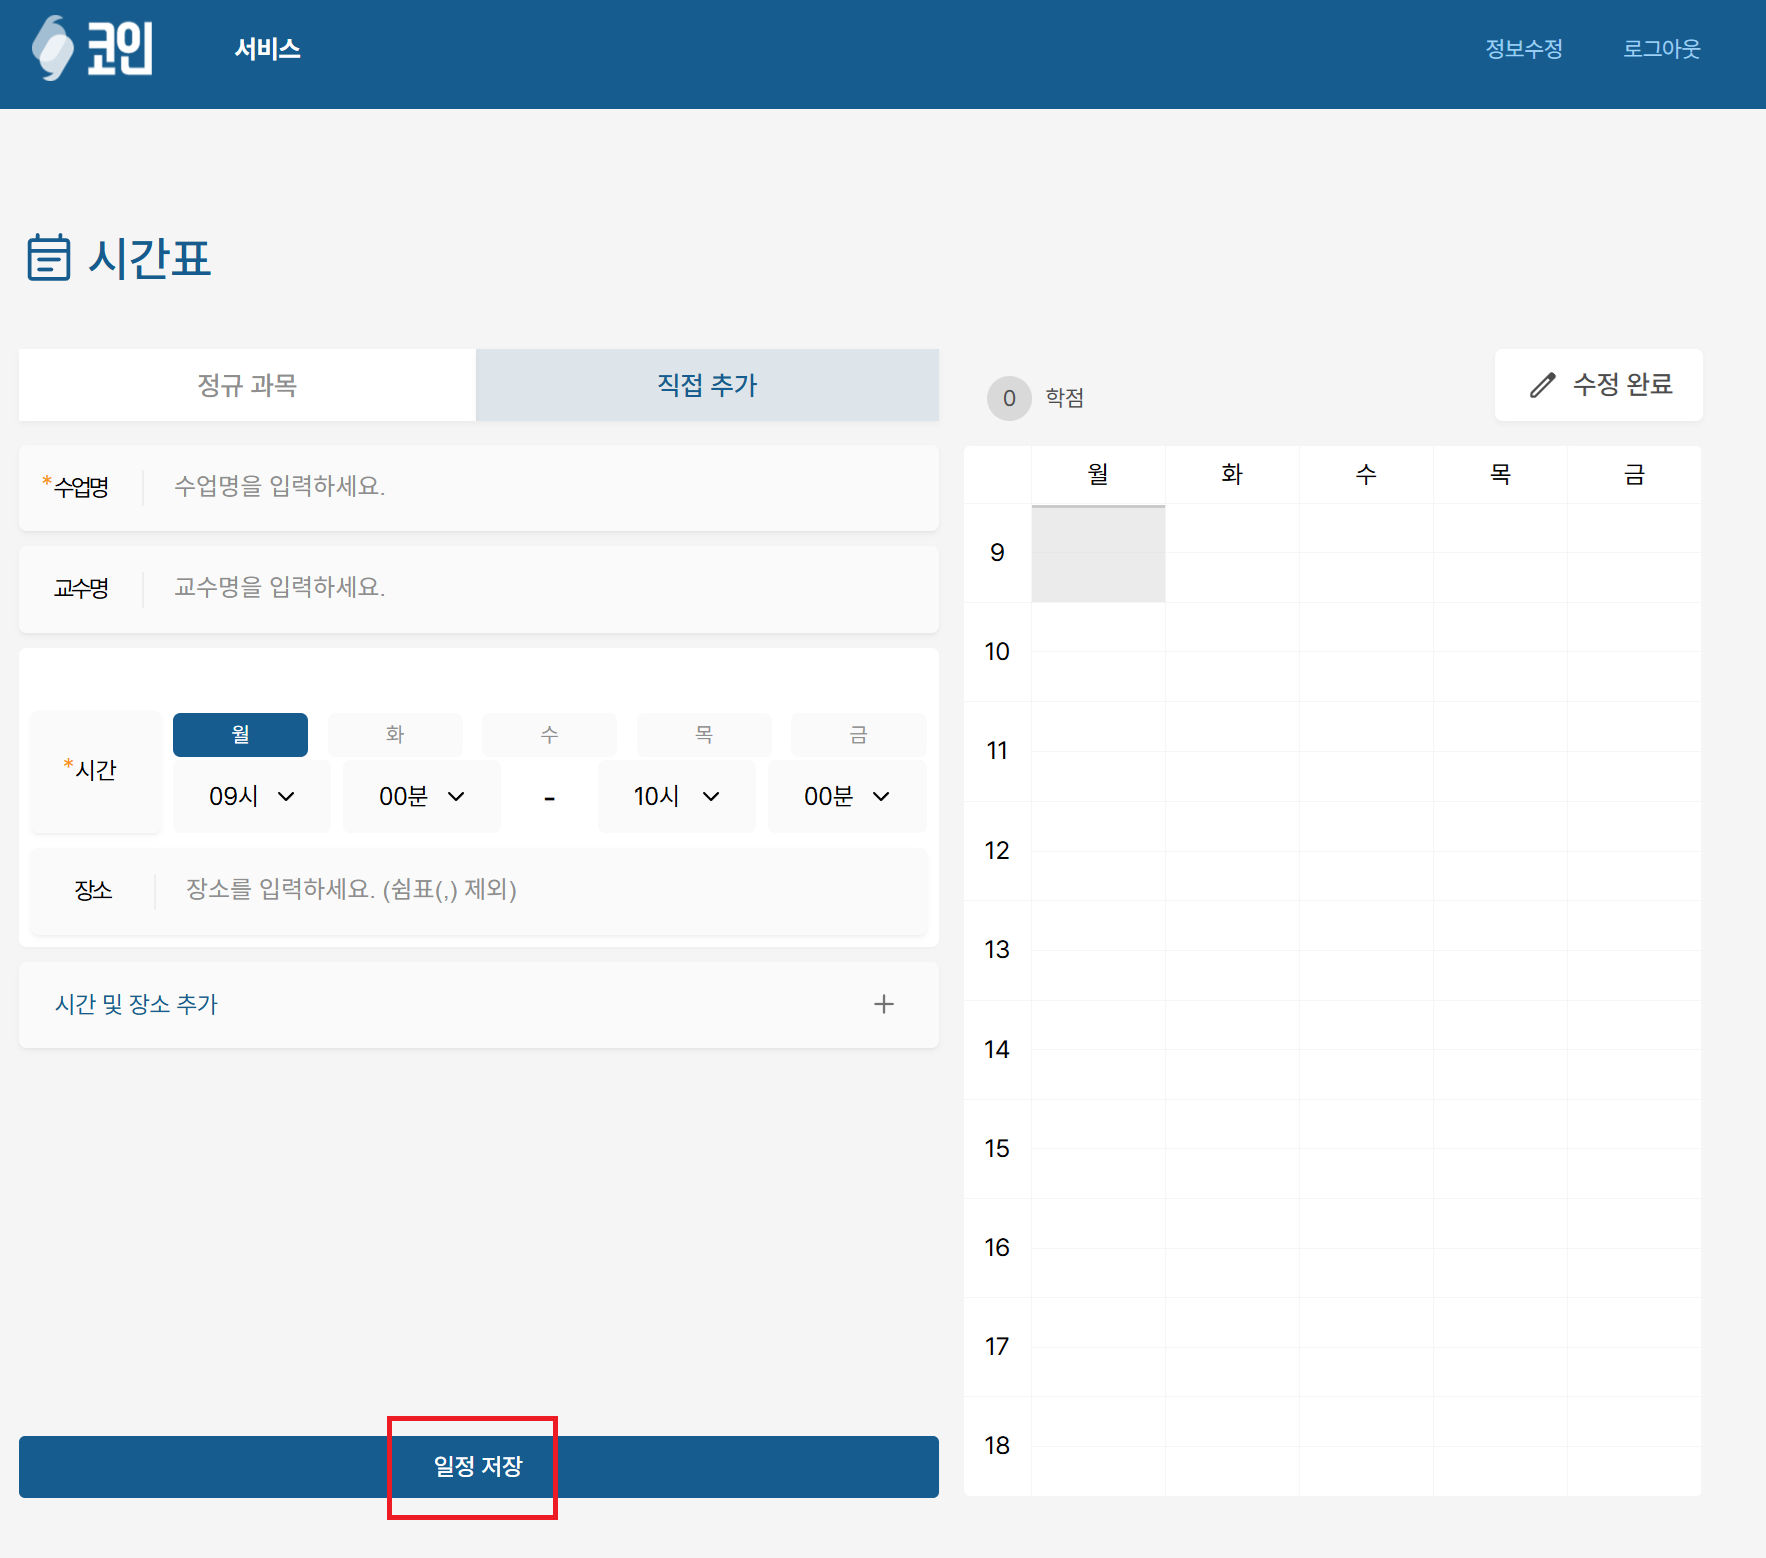 코인
서비스
정보수정
로그아웃
시간표
정규 과목
직접 추가
0 학점
수정 완료
*수업명
수업명을 입력하세요.
교수명
교수명을 입력하세요.
*시간
월 화 수 목 금
09시 00분 - 10시 00분
장소
장소를 입력하세요. (쉼표(,) 제외)
시간 및 장소 추가 +
일정 저장
월 화 수 목 금
9
10
11
12
13
14
15
16
17
18